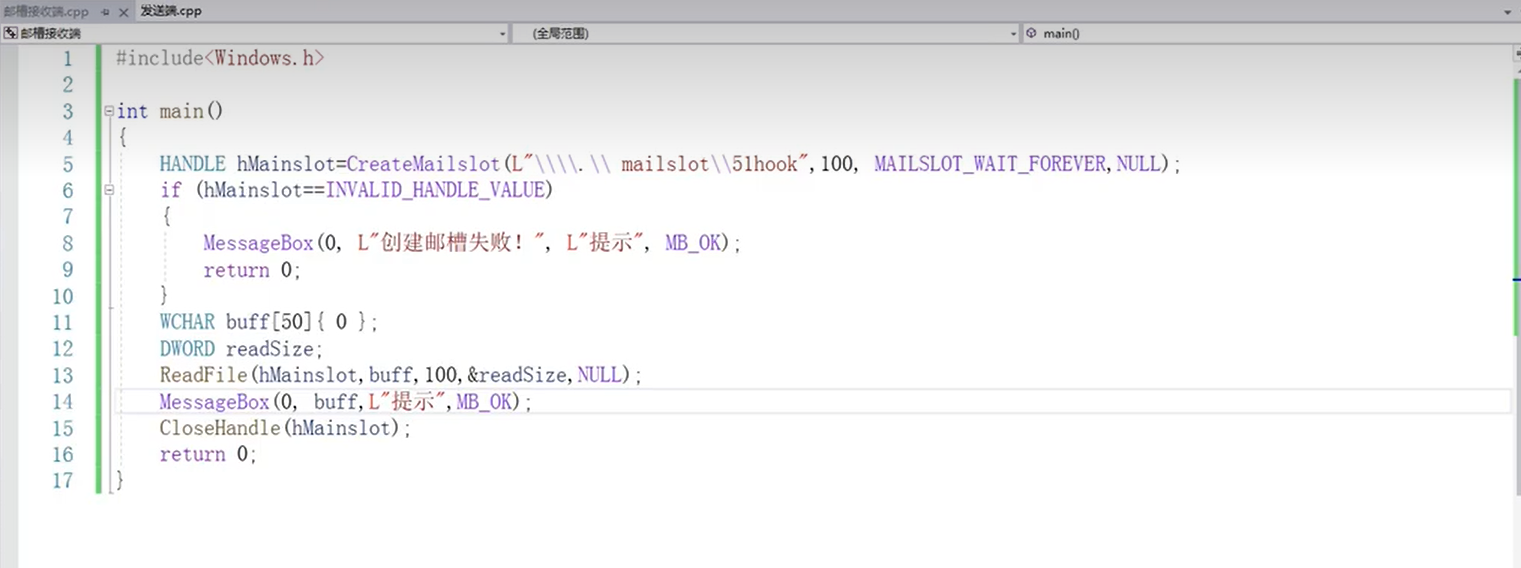 邮槽接收端.cpp 发送端.cpp
邮槽接收端 (全局范围) main()
1 #include<Windows.h>
2
3 int main()
4 {
5 HANDLE hMainslot=CreateMailslot(L"\\\\.\\ mailslot\\51hook",100, MAILSLOT_WAIT_FOREVER,NULL);
6 if (hMainslot==INVALID_HANDLE_VALUE)
7 {
8 MessageBox(0, L"创建邮槽失败！", L"提示", MB_OK);
9 return 0;
10 }
11 WCHAR buff[50]{ 0 };
12 DWORD readSize;
13 ReadFile(hMainslot,buff,100,&readSize,NULL);
14 MessageBox(0, buff,L"提示",MB_OK);
15 CloseHandle(hMainslot);
16 return 0;
17 }